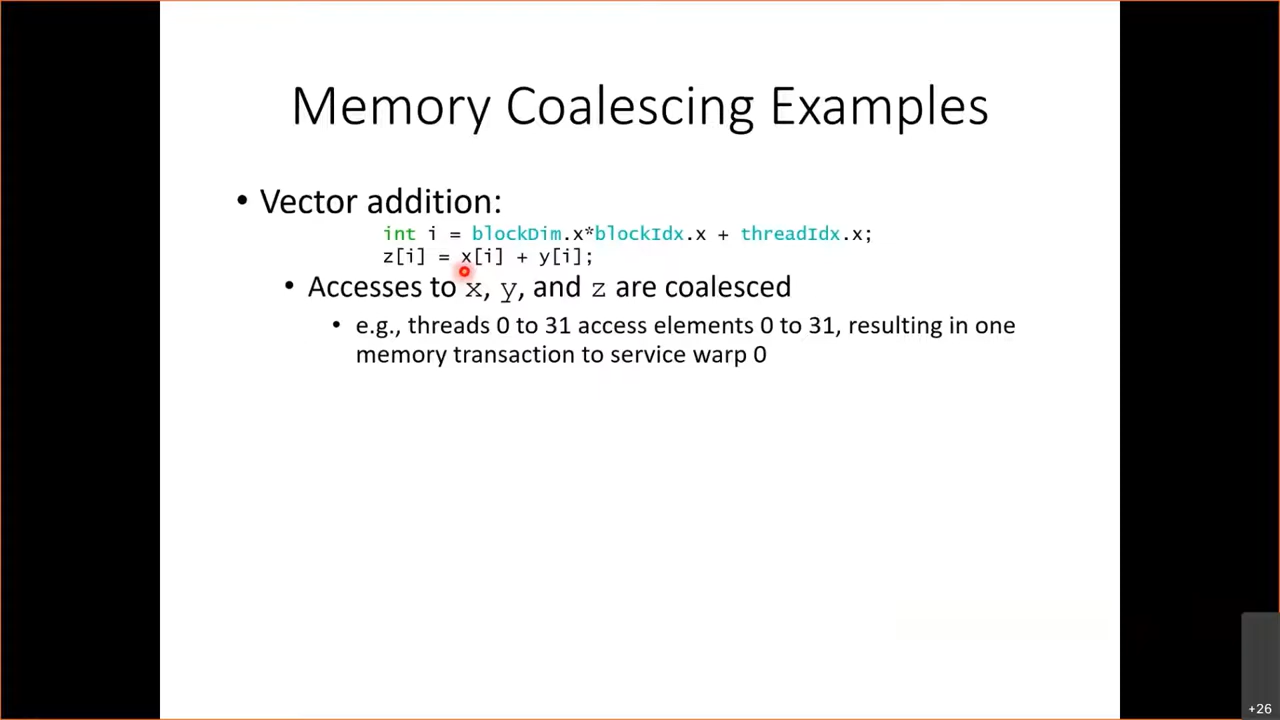 Memory Coalescing Examples
• Vector addition:
int i = blockDim.x*blockIdx.x + threadIdx.x;
z[i] = x[i] + y[i];
• Accesses to x, y, and z are coalesced
• e.g., threads 0 to 31 access elements 0 to 31, resulting in one
memory transaction to service warp 0
+26